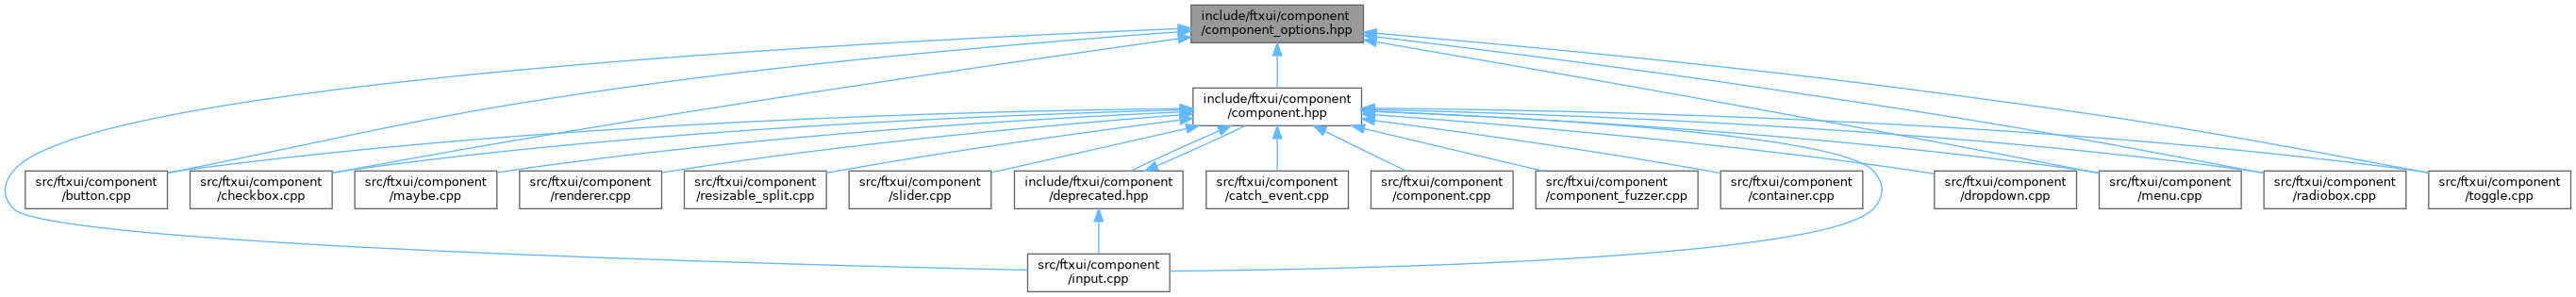 include/ftxui/component
/component_options.hpp
include/ftxui/component
/component.hpp
src/ftxui/component
/button.cpp
src/ftxui/component
/checkbox.cpp
src/ftxui/component
/maybe.cpp
src/ftxui/component
/renderer.cpp
src/ftxui/component
/resizable_split.cpp
src/ftxui/component
/slider.cpp
include/ftxui/component
/deprecated.hpp
src/ftxui/component
/catch_event.cpp
src/ftxui/component
/component.cpp
src/ftxui/component
/component_fuzzer.cpp
src/ftxui/component
/container.cpp
src/ftxui/component
/dropdown.cpp
src/ftxui/component
/menu.cpp
src/ftxui/component
/radiobox.cpp
src/ftxui/component
/toggle.cpp
src/ftxui/component
/input.cpp